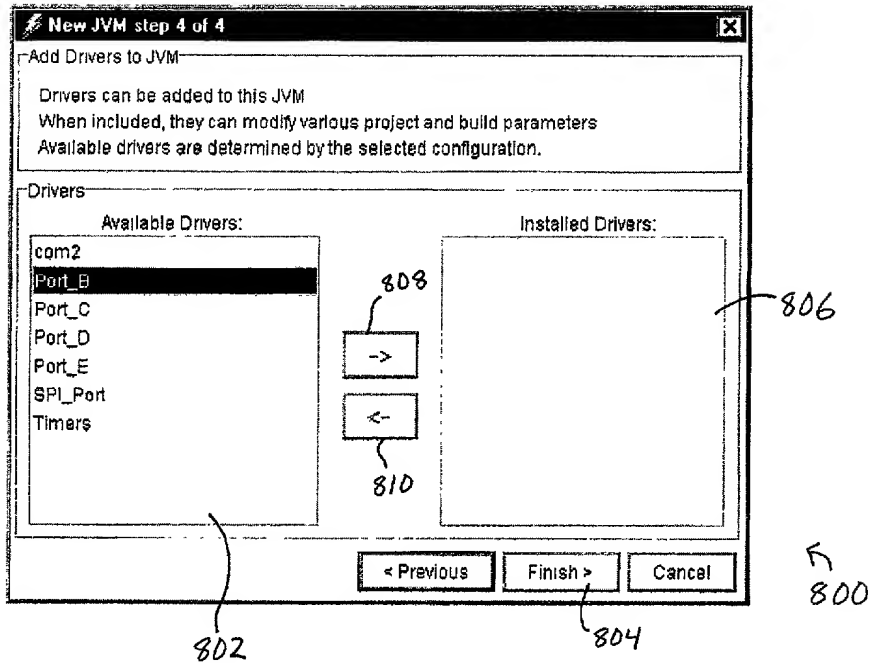 New JVM step 4 of 4
Add Drivers to JVM
Drivers can be added to this JVM
When included, they can modify various project and build parameters
Available drivers are determined by the selected configuration.
Drivers
Available Drivers:
Installed Drivers:
com2
Port_B
Port_C
Port_D
Port_E
SPI_Port
Timers
808
->
<-
810
806
< Previous
Finish >
Cancel
800
802
804